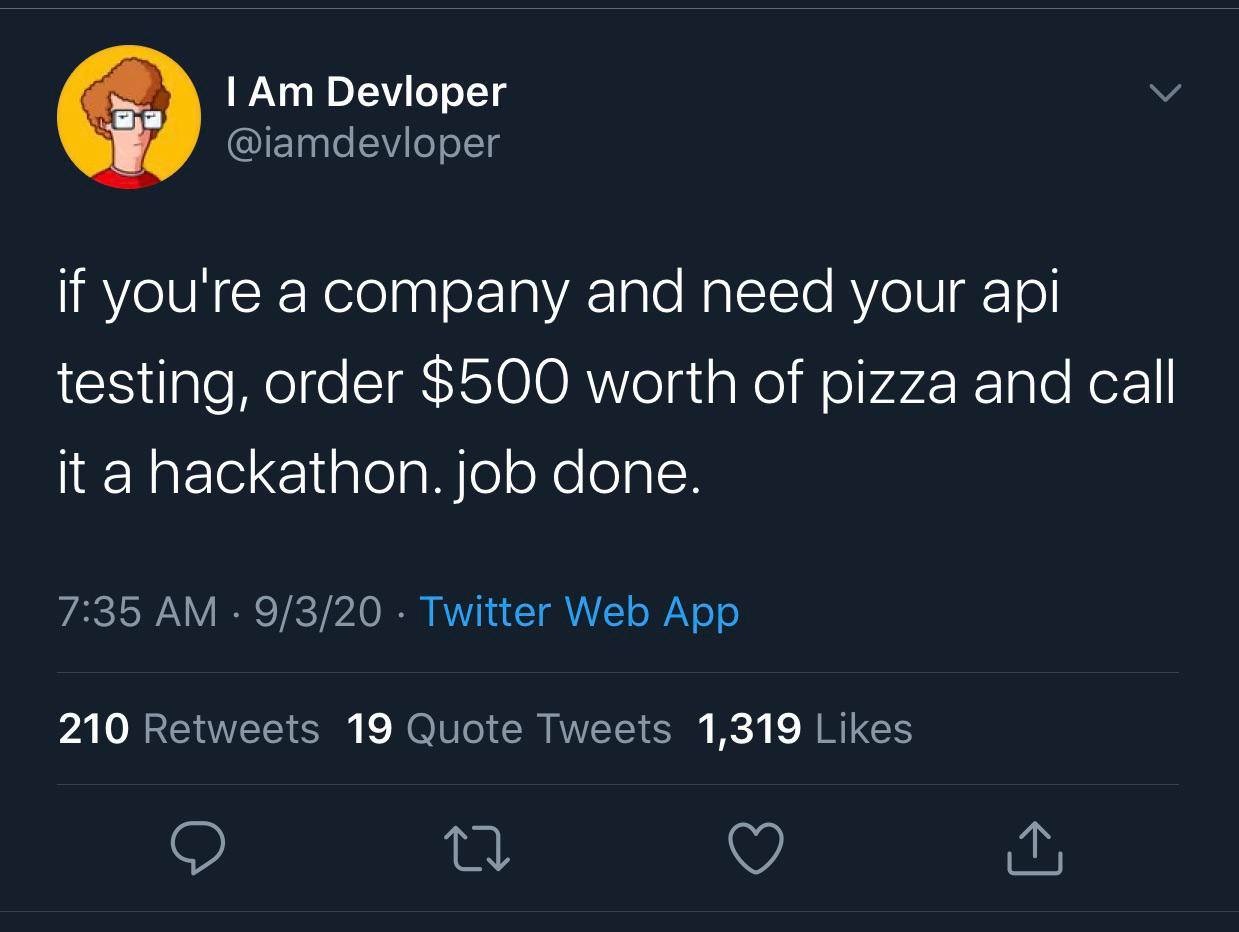 I Am Devloper
@iamdevloper
if you're a company and need your api
testing, order $500 worth of pizza and call
it a hackathon. job done.
7:35 AM · 9/3/20 · Twitter Web App
210 Retweets 19 Quote Tweets 1,319 Likes